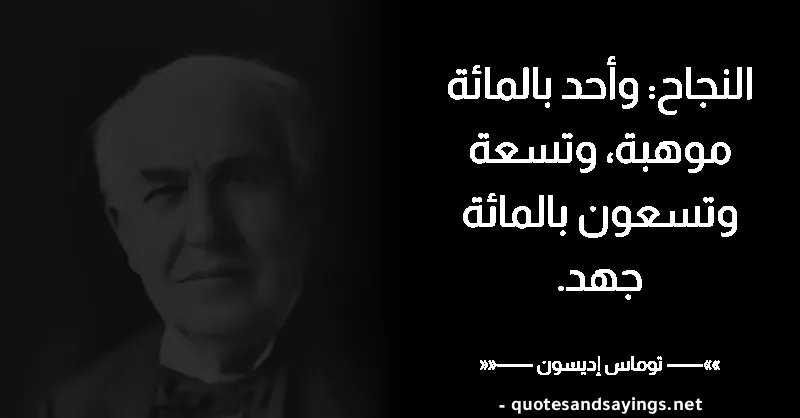 النجاح: وأحد بالمائة
موهبة، وتسعة
وتسعون بالمائة
جهد.
»»—— توماس إديسون ——««
- quotesandsayings.net